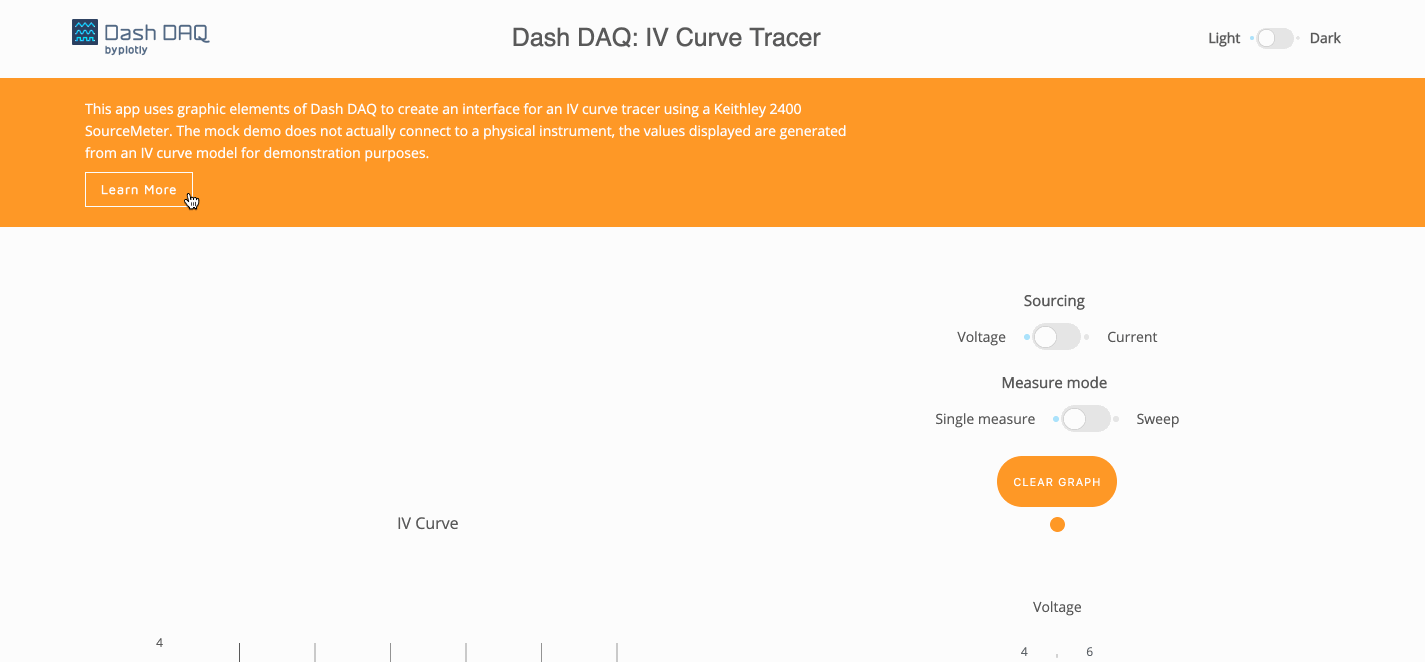 Dash DAQ
by plotly
Dash DAQ: IV Curve Tracer
Light
Dark
This app uses graphic elements of Dash DAQ to create an interface for an IV curve tracer using a Keithley 2400
SourceMeter. The mock demo does not actually connect to a physical instrument, the values displayed are generated
from an IV curve model for demonstration purposes.
Learn More
Sourcing
Voltage
Current
Measure mode
Single measure
Sweep
CLEAR GRAPH
IV Curve
Voltage
4
4
6